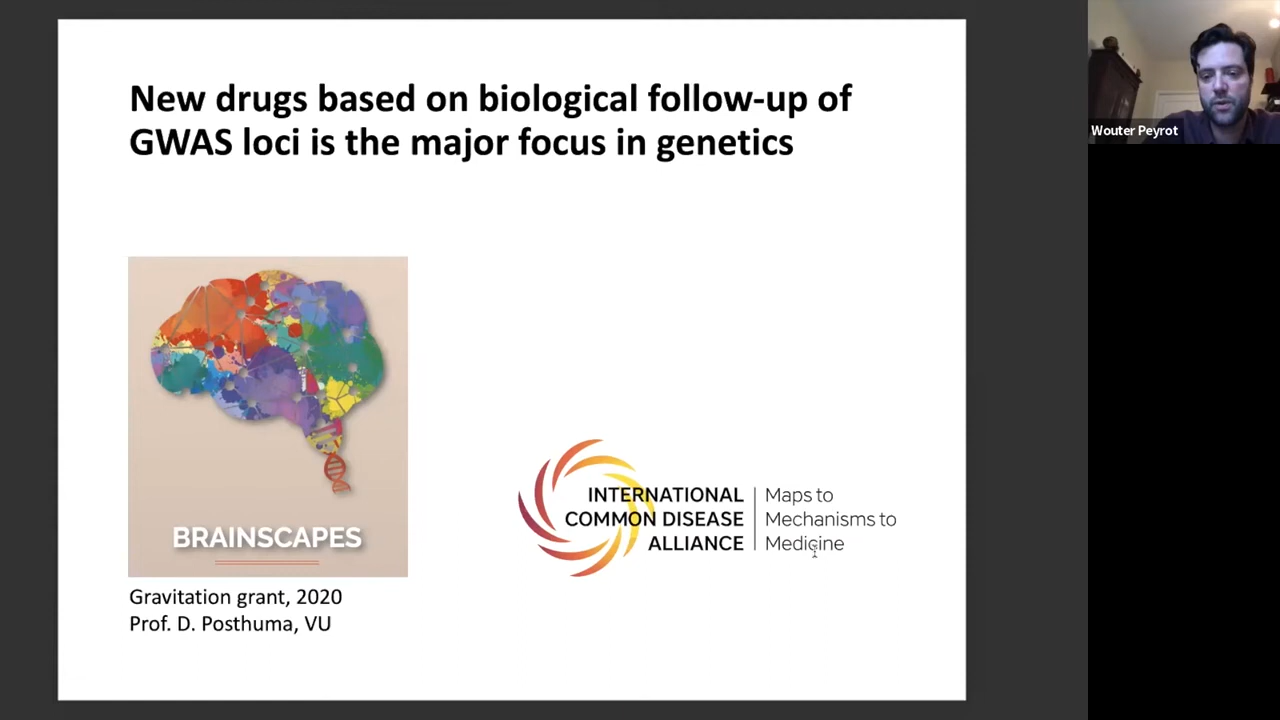 New drugs based on biological follow-up of
GWAS loci is the major focus in genetics
Wouter Peyrot
BRAINSCAPES
Gravitation grant, 2020
Prof. D. Posthuma, VU
INTERNATIONAL
COMMON DISEASE
ALLIANCE
Maps to
Mechanisms to
Medicine